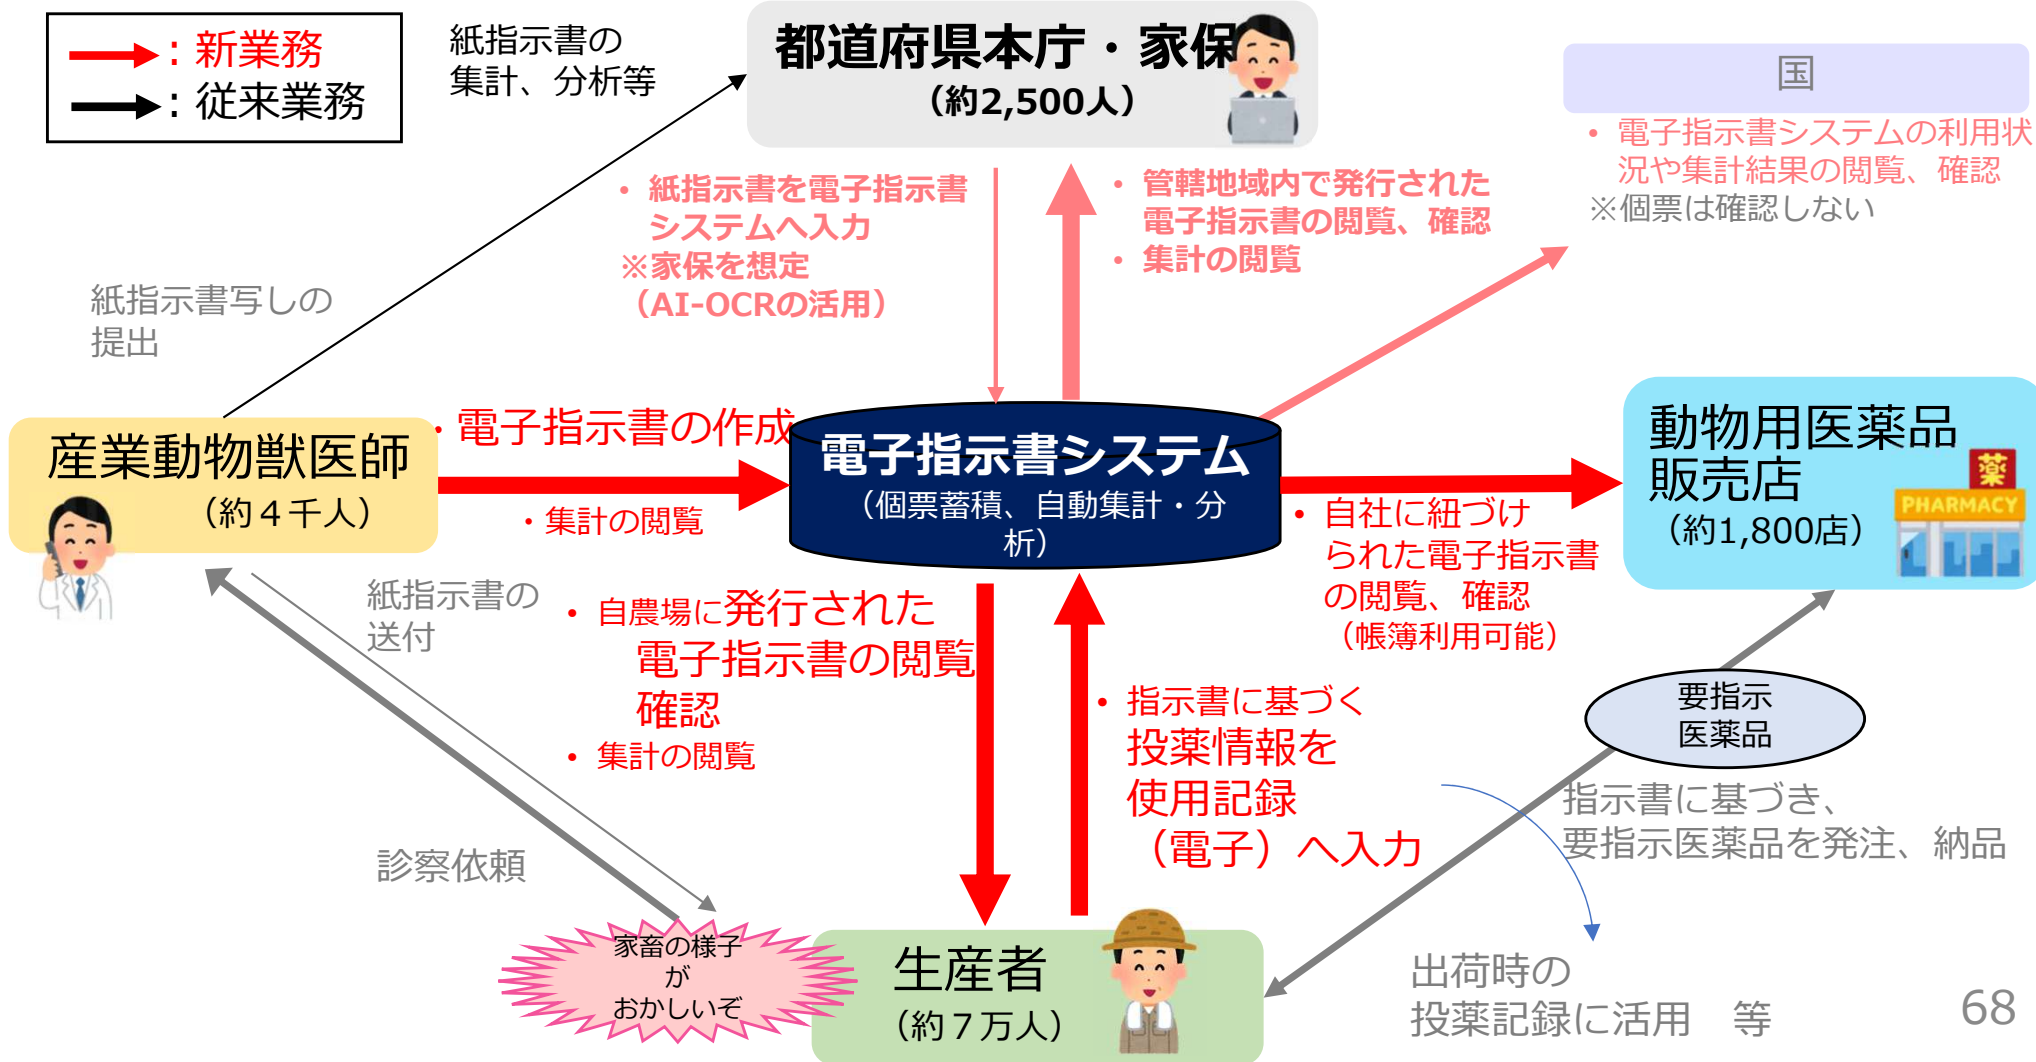 ：新業務
：従来業務
紙指示書の
集計、分析等
都道府県本庁・家保
（約2,500人）
国
• 電子指示書システムの利用状
況や集計結果の閲覧、確認
※個票は確認しない
• 紙指示書を電子指示書
システムへ入力
※家保を想定
（AI-OCRの活用）
• 管轄地域内で発行された
電子指示書の閲覧、確認
• 集計の閲覧
紙指示書写しの
提出
産業動物獣医師
（約４千人）
・電子指示書の作成
・集計の閲覧
電子指示書システム
（個票蓄積、自動集計・分
析）
動物用医薬品
販売店
（約1,800店）
薬
PHARMACY
• 自社に紐づけ
られた電子指示書
の閲覧、確認
（帳簿利用可能）
紙指示書の
送付
• 自農場に発行された
電子指示書の閲覧
確認
• 集計の閲覧
• 指示書に基づく
投薬情報を
使用記録
（電子）へ入力
要指示
医薬品
指示書に基づき、
要指示医薬品を発注、納品
診察依頼
家畜の様子
が
おかしいぞ
生産者
（約７万人）
出荷時の
投薬記録に活用　等
68